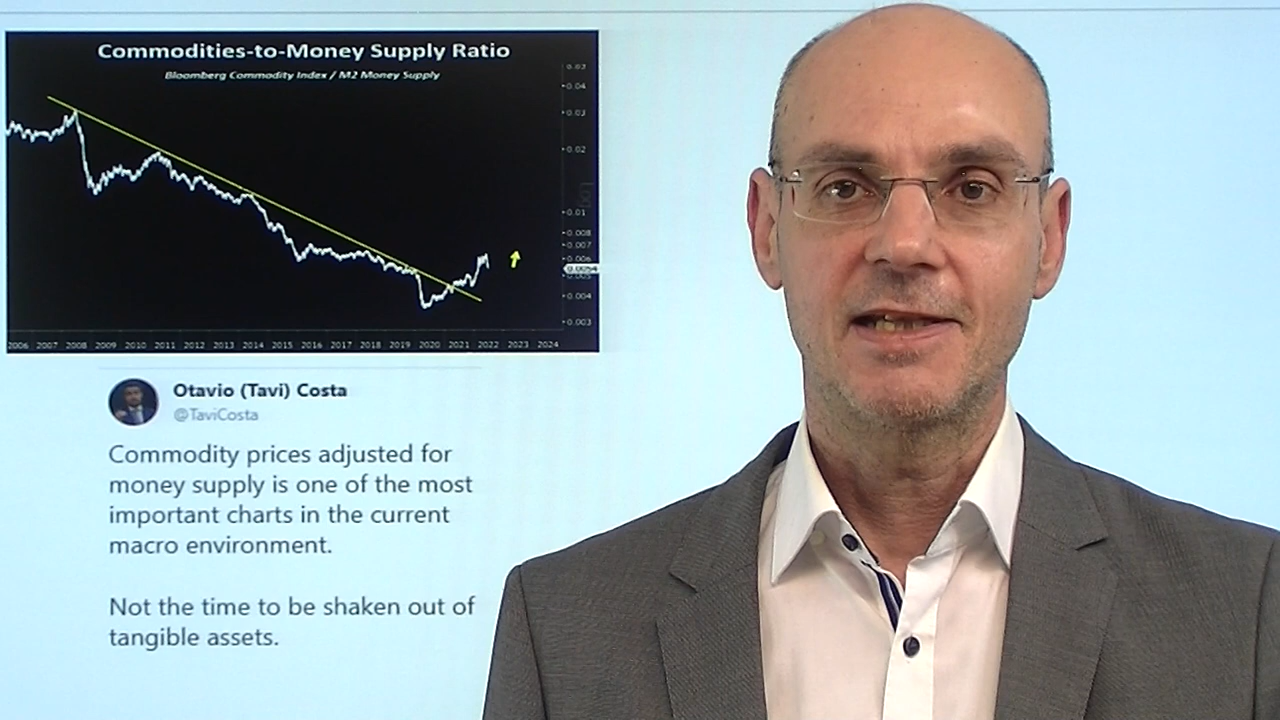 Commodities-to-Money Supply Ratio
Bloomberg Commodity Index / M2 Money Supply
0.04
0.03
0.02
0.01
0.008
0.007
0.006
0.0054
0.005
0.004
0.003
2006 2007 2008 2009 2010 2011 2012 2013 2014 2015 2016 2017 2018 2019 2020 2021 2022 2023 2024
Otavio (Tavi) Costa
@TaviCosta
Commodity prices adjusted for
money supply is one of the most
important charts in the current
macro environment.
Not the time to be shaken out of
tangible assets.